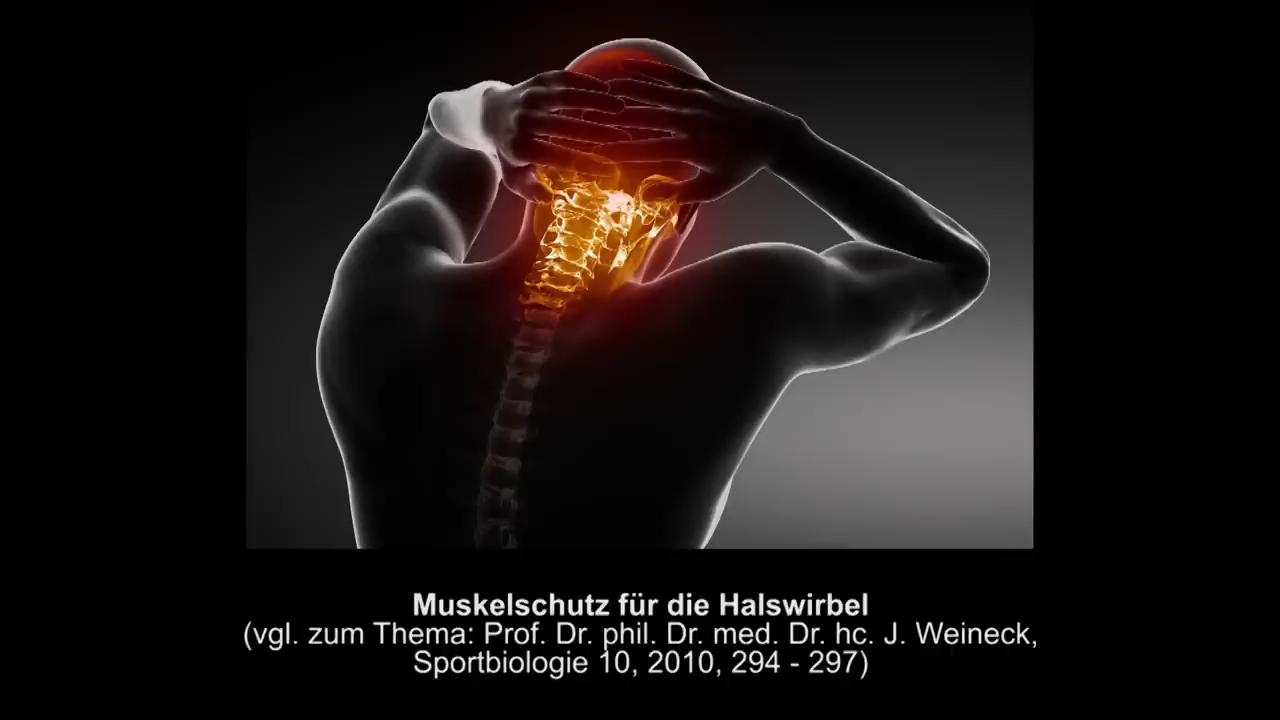 Muskelschutz für die Halswirbel
(vgl. zum Thema: Prof. Dr. phil. Dr. med. Dr. hc. J. Weineck,
Sportbiologie 10, 2010, 294 - 297)